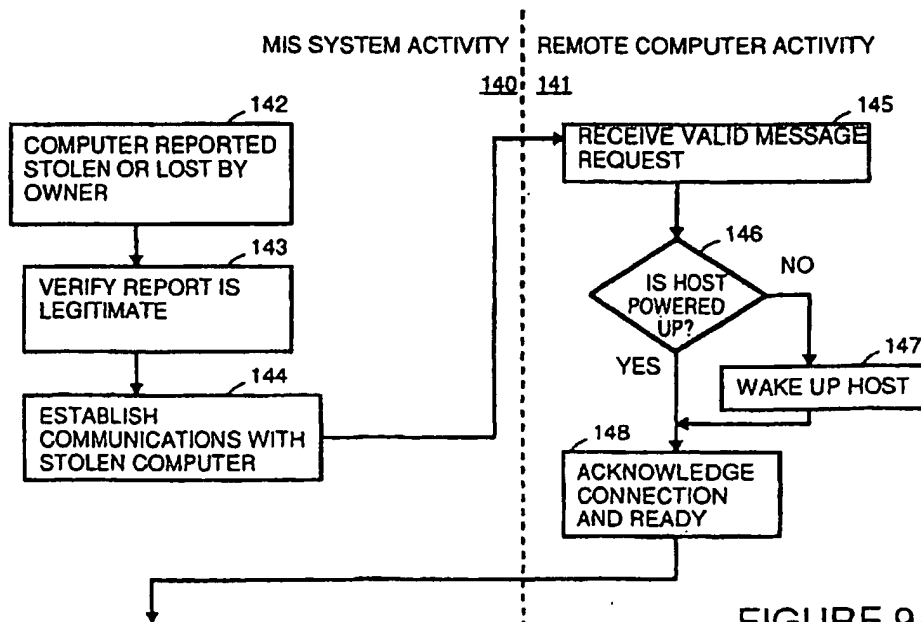 MIS SYSTEM ACTIVITY
REMOTE COMPUTER ACTIVITY
140
141
142
COMPUTER REPORTED
STOLEN OR LOST BY
OWNER
143
VERIFY REPORT IS
LEGITIMATE
144
ESTABLISH
COMMUNICATIONS WITH
STOLEN COMPUTER
145
RECEIVE VALID MESSAGE
REQUEST
146
IS HOST
POWERED
UP?
NO
YES
147
WAKE UP HOST
148
ACKNOWLEDGE
CONNECTION
AND READY
FIGURE 9